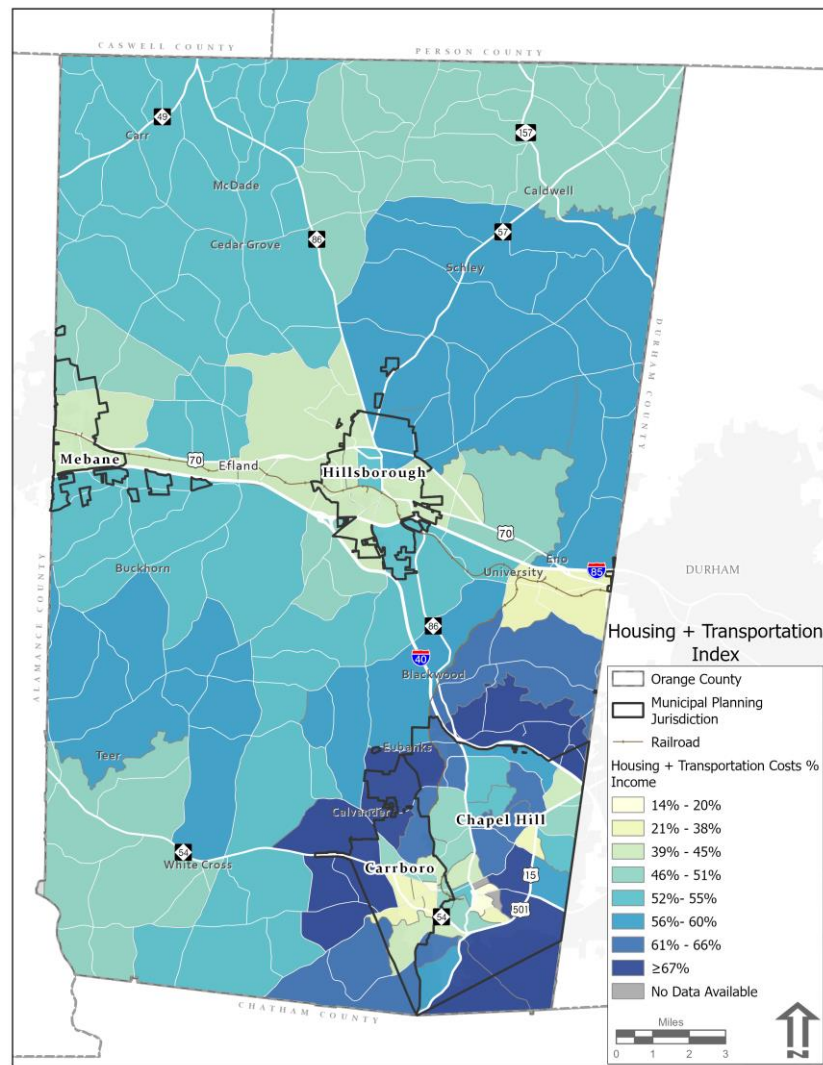 CASWELL COUNTY
PERSON COUNTY
49
Carr
157
McDade
Caldwell
Cedar Grove
86
57
Schley
DURHAM COUNTY
Mebane
70
Efland
Hillsborough
70
Buckhorn
University
Eno
85
DURHAM
ALAMANCE COUNTY
86
40
Blackwood
Teer
Eubanks
Calvander
Chapel Hill
54
White Cross
Carrboro
15
501
54
CHATHAM COUNTY
Housing + Transportation
Index
Orange County
Municipal Planning
Jurisdiction
Railroad
Housing + Transportation Costs %
Income
14% - 20%
21% - 38%
39% - 45%
46% - 51%
52% - 55%
56% - 60%
61% - 66%
≥67%
No Data Available
Miles
0 1 2 3
N